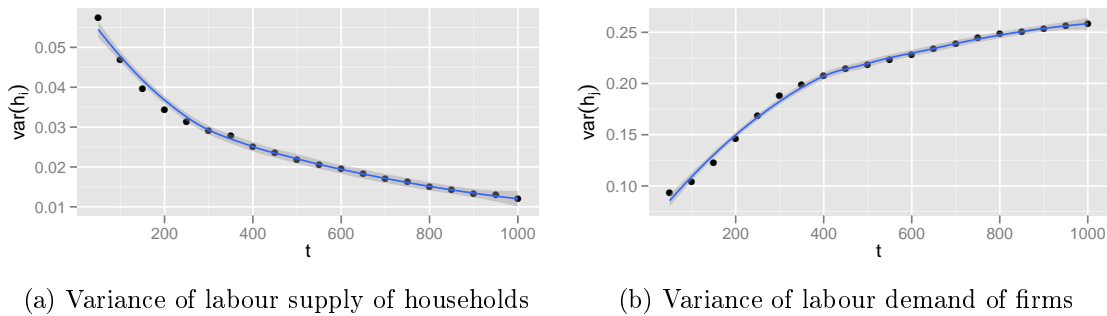 0.05
0.04
0.03
0.02
0.01
var(hᵢ)
200 400 600 800 1000
t
(a) Variance of labour supply of households
0.25
0.20
0.15
0.10
var(hⱼ)
200 400 600 800 1000
t
(b) Variance of labour demand of firms